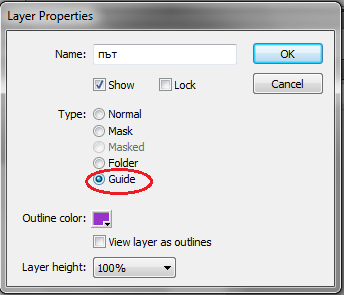 Layer Properties
Name: път
OK
Show Lock
Cancel
Type: Normal
Mask
Masked
Folder
Guide
Outline color:
View layer as outlines
Layer height: 100%